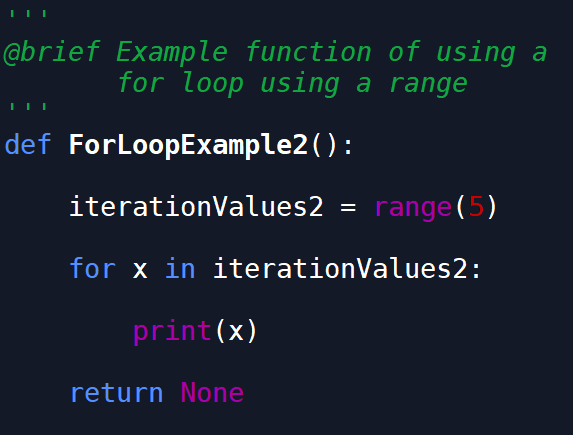 '''
@brief Example function of using a
       for loop using a range
'''
def ForLoopExample2():
    iterationValues2 = range(5)
    for x in iterationValues2:
        print(x)
    return None